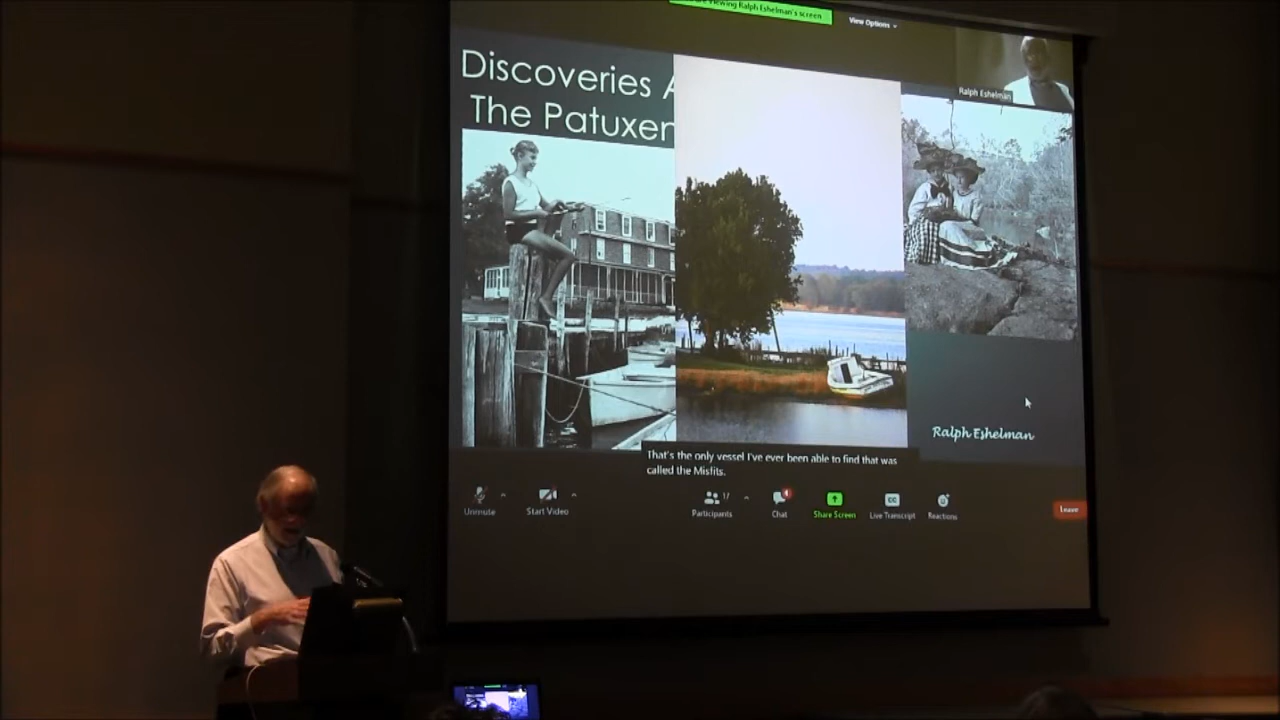 Viewing Ralph Eshelman's screen
View Options
Discoveries A
The Patuxen
Ralph Eshelman
Ralph Eshelman
That's the only vessel I've ever been able to find that was
called the Misfits.
Unmute
Start Video
Participants
17
Chat
Share Screen
CC
Live Transcript
Reactions
Leave